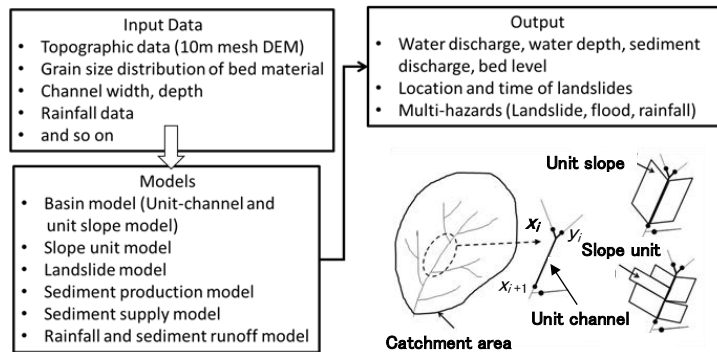 Input Data
• Topographic data (10m mesh DEM)
• Grain size distribution of bed material
• Channel width, depth
• Rainfall data
• and so on
Models
• Basin model (Unit-channel and
unit slope model)
• Slope unit model
• Landslide model
• Sediment production model
• Sediment supply model
• Rainfall and sediment runoff model
Output
• Water discharge, water depth, sediment
discharge, bed level
• Location and time of landslides
• Multi-hazards (Landslide, flood, rainfall)
Unit slope
xi
yi
Slope unit
xi+1
Unit channel
Catchment area